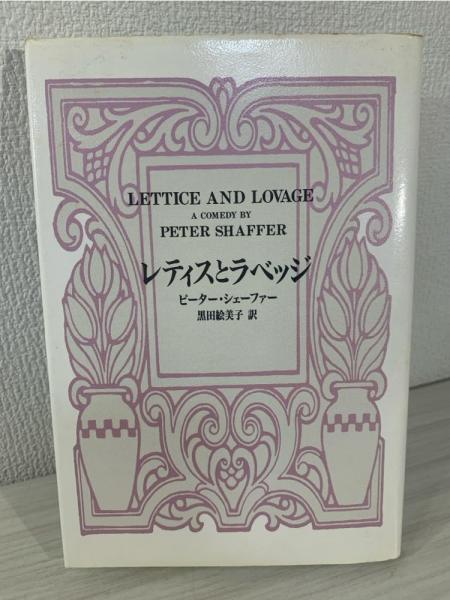 LETTICE AND LOVAGE
A COMEDY BY
PETER SHAFFER
レティスとラベッジ
ピーター・シェーファー
黒田絵美子 訳